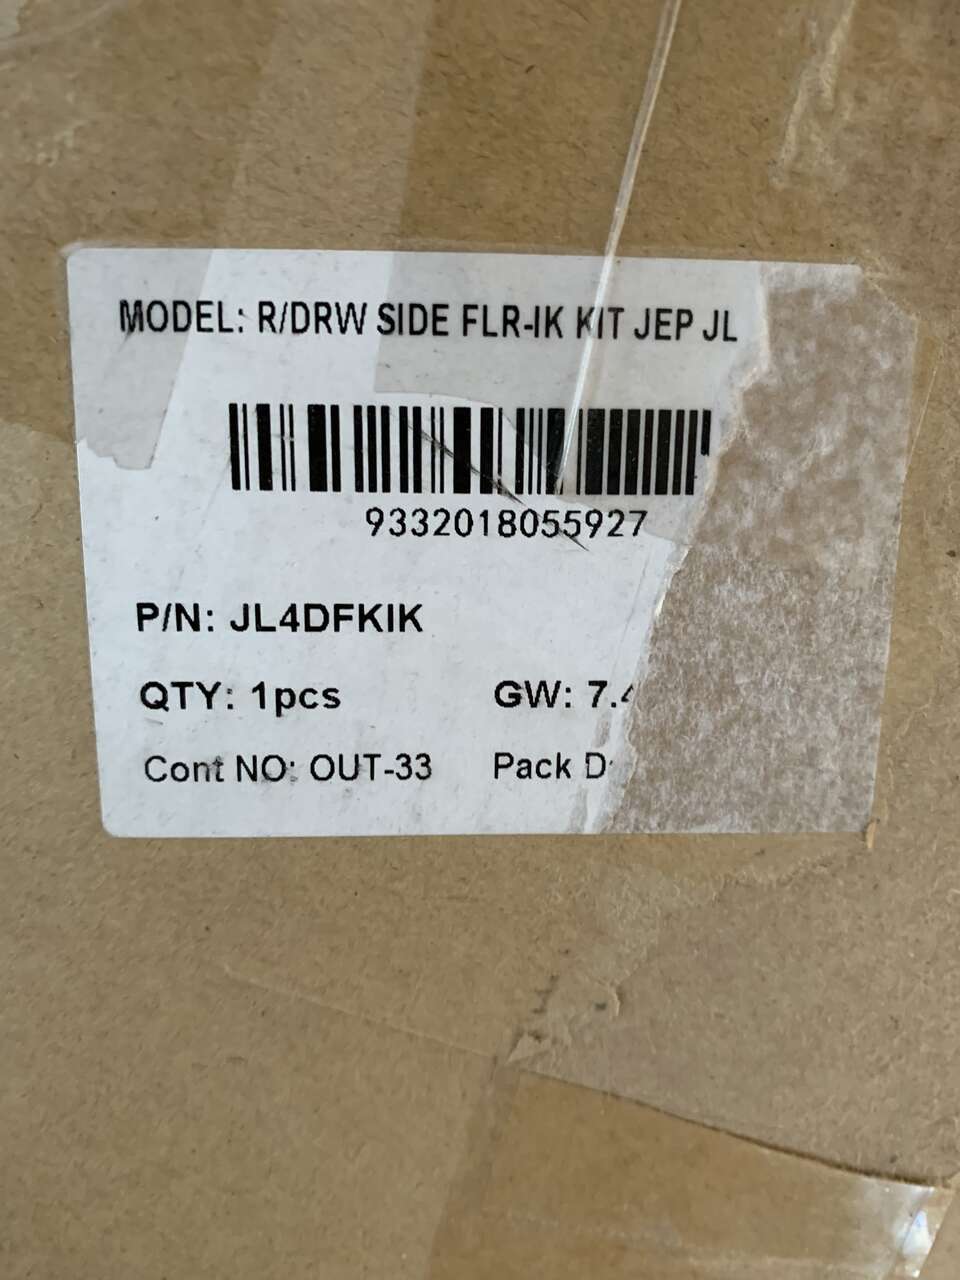 MODEL: R/DRW SIDE FLR-IK KIT JEP JL
9332018055927
P/N: JL4DFKIK
QTY: 1pcs GW: 7.4
Cont NO: OUT-33 Pack D